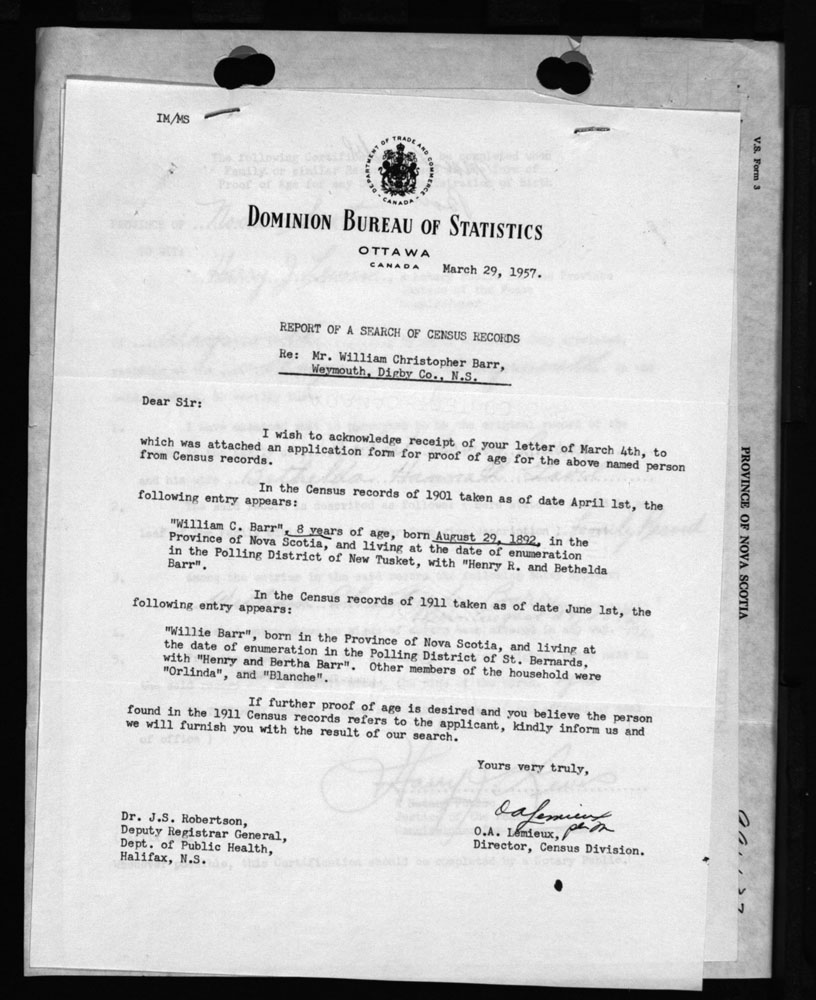 IM/MS
DEPARTMENT OF TRADE AND COMMERCE
CANADA
DOMINION BUREAU OF STATISTICS
OTTAWA
CANADA
March 29, 1957.
REPORT OF A SEARCH OF CENSUS RECORDS
Re: Mr. William Christopher Barr,
Weymouth, Digby Co., N.S.
Dear Sir:
I wish to acknowledge receipt of your letter of March 4th, to
which was attached an application form for proof of age for the above named person
from Census records.
In the Census records of 1901 taken as of date April 1st, the
following entry appears:
"William C. Barr", 8 years of age, born August 29, 1892, in the
Province of Nova Scotia, and living at the date of enumeration
in the Polling District of New Tusket, with "Henry R. and Bethelda
Barr".
In the Census records of 1911 taken as of date June 1st, the
following entry appears:
"Willie Barr", born in the Province of Nova Scotia, and living at
the date of enumeration in the Polling District of St. Bernards,
with "Henry and Bertha Barr". Other members of the household were
"Orlinda", and "Blanche".
If further proof of age is desired and you believe the person
found in the 1911 Census records refers to the applicant, kindly inform us and
we will furnish you with the result of our search.
Yours very truly,
O A Lemieux
O.A. Lemieux,
Director, Census Division.
Dr. J.S. Robertson,
Deputy Registrar General,
Dept. of Public Health,
Halifax, N.S.
V.S. Form 3
PROVINCE OF NOVA SCOTIA